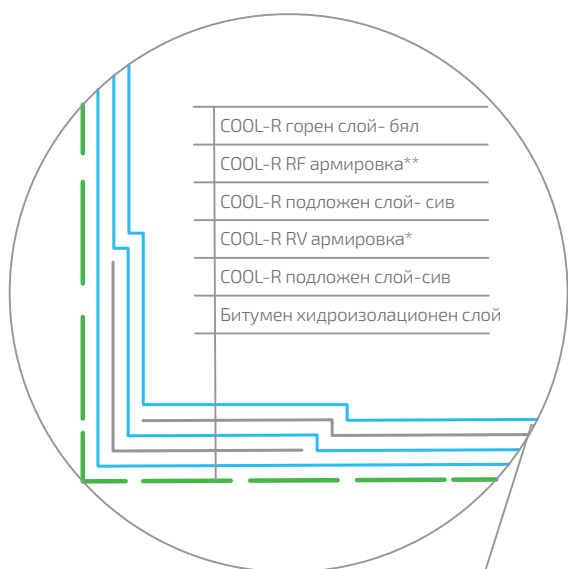 COOL-R горен слой- бял
COOL-R RF армировка**
COOL-R подложен слой- сив
COOL-R RV армировка*
COOL-R подложен слой-сив
Битумен хидроизолационен слой